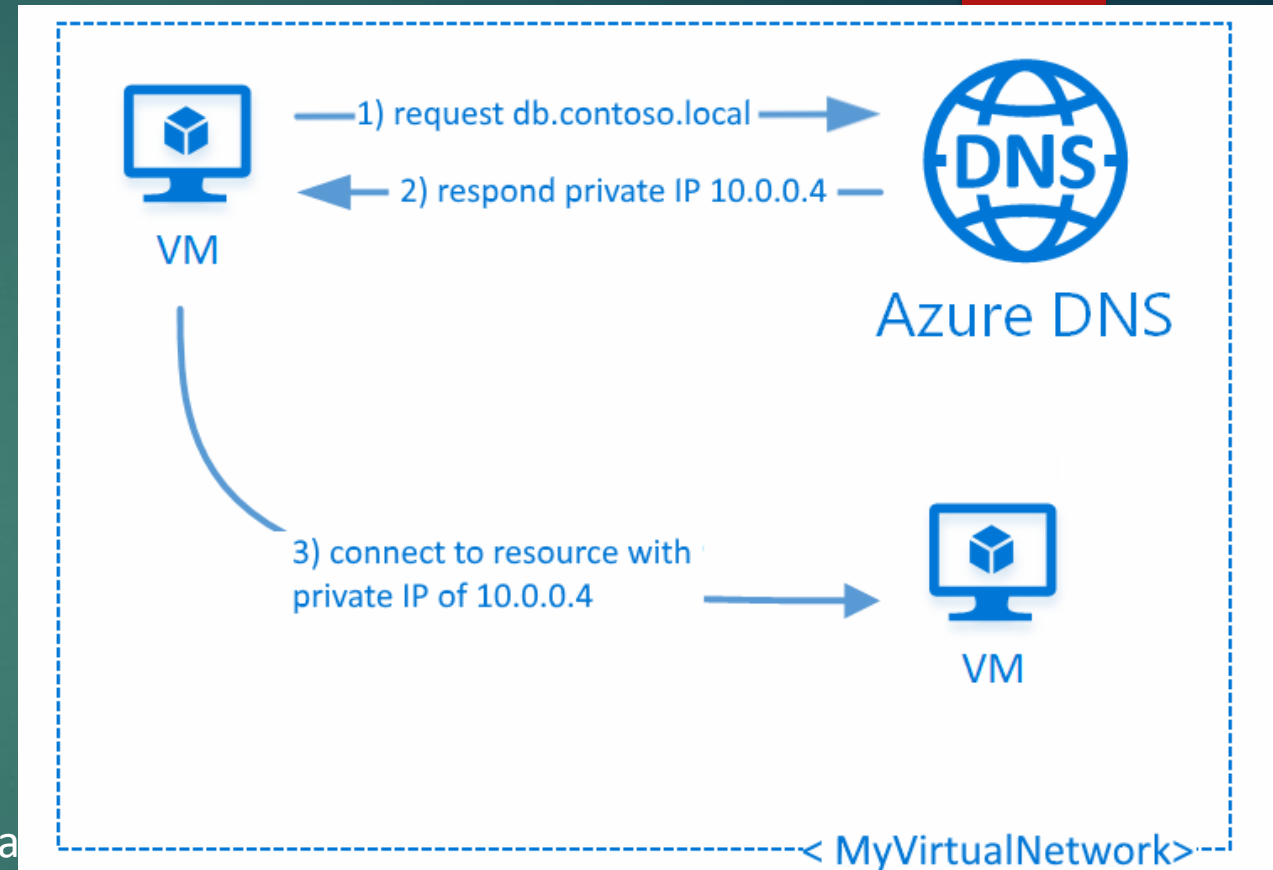 1) request db.contoso.local
DNS
2) respond private IP 10.0.0.4
VM
Azure DNS
3) connect to resource with
private IP of 10.0.0.4
VM
a
< MyVirtualNetwork>